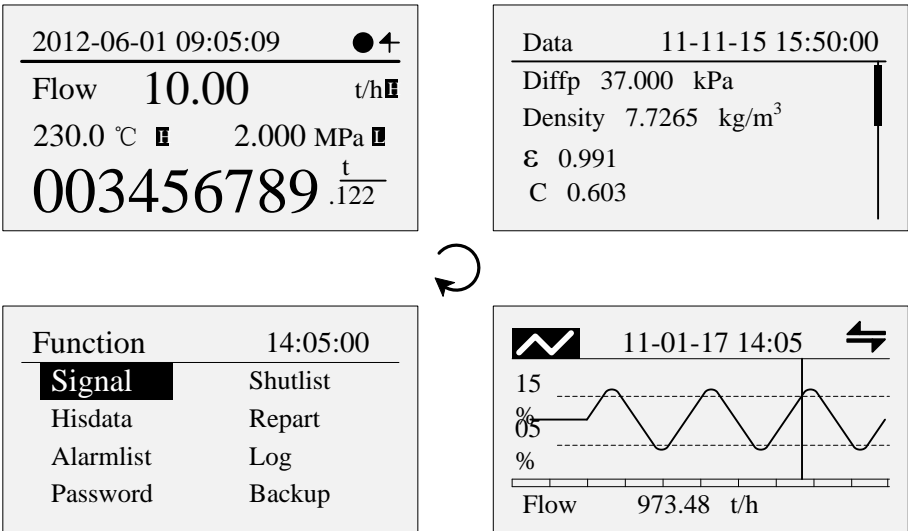 2012-06-01 09:05:09
Flow 10.00 t/h H
230.0 ℃ H 2.000 MPa L
003456789 t
.122
Data 11-11-15 15:50:00
Diffp 37.000 kPa
Density 7.7265 kg/m³
ε 0.991
C 0.603
Function 14:05:00
Signal Shutlist
Hisdata Repart
Alarmlist Log
Password Backup
11-01-17 14:05
15
%
05
%
Flow 973.48 t/h